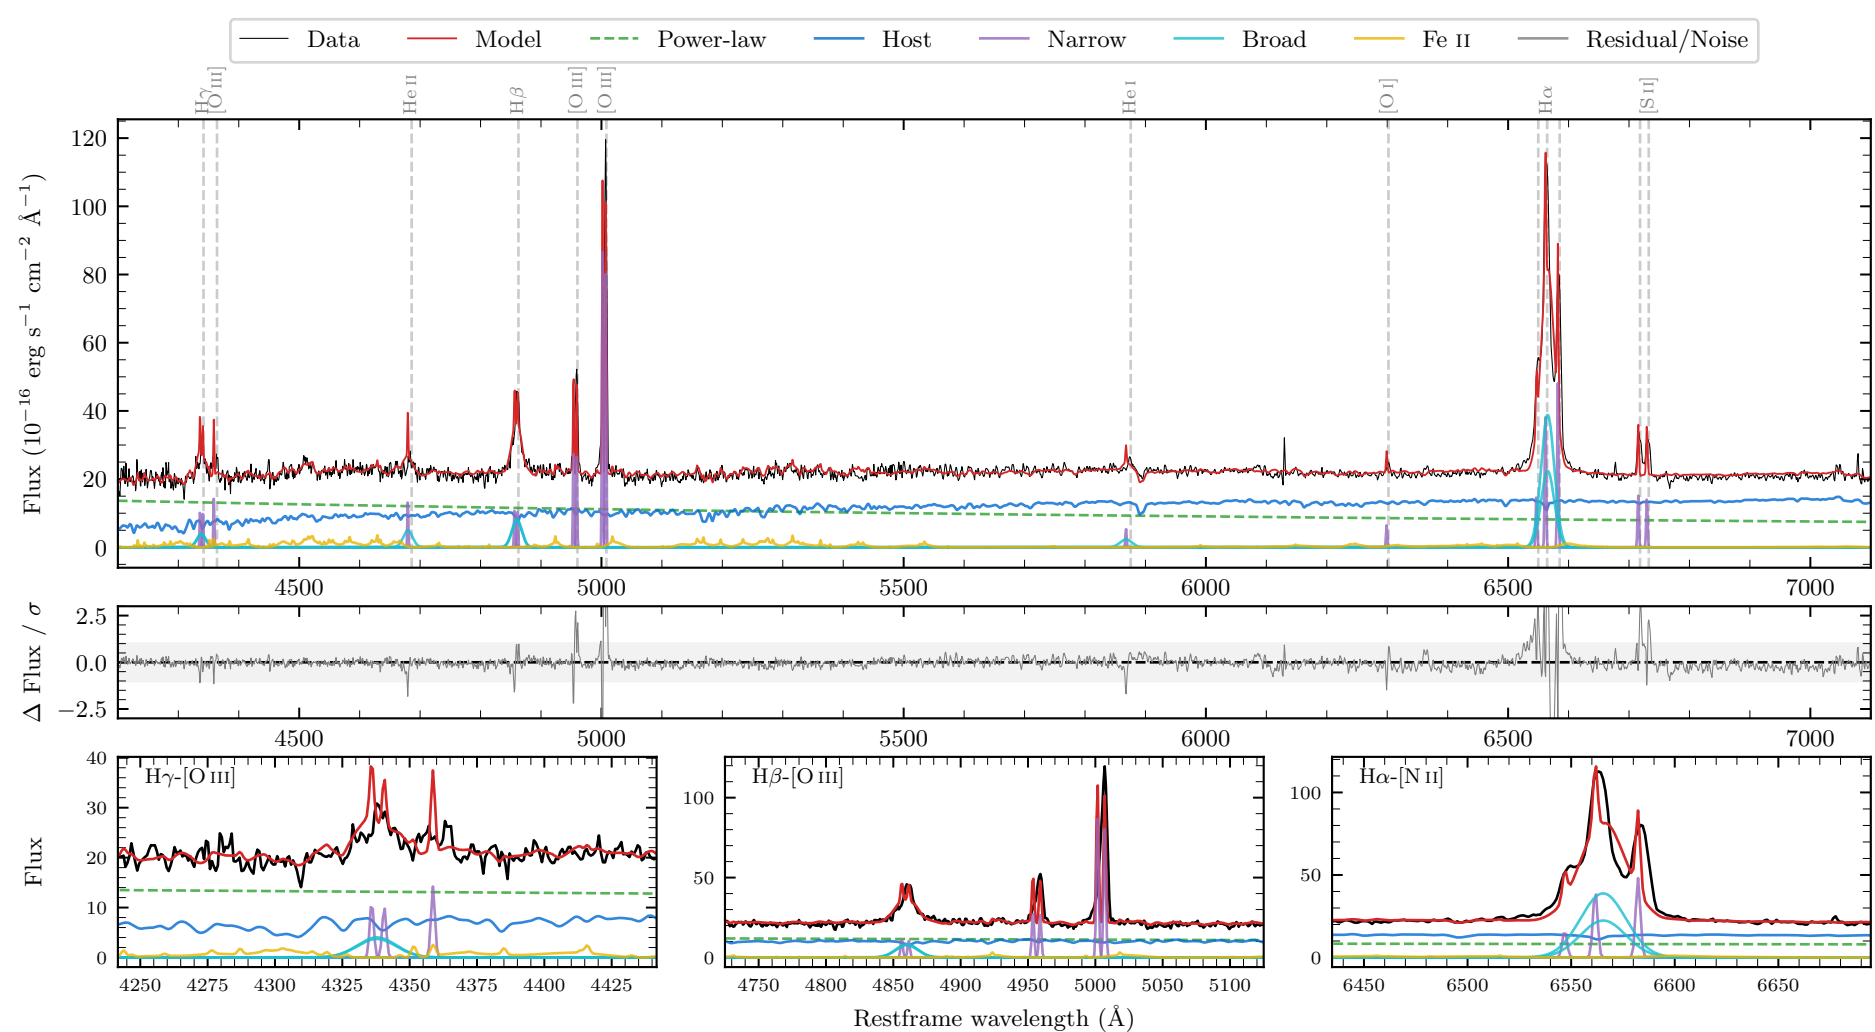 Data Model Power-law Host Narrow Broad Fe II Residual/Noise
Hγ [O III] He II Hβ [O III] [O III] He I [O I] Hα [S II]
Flux (10−16 erg s−1 cm−2 Å−1)
120
100
80
60
40
20
0
4500 5000 5500 6000 6500 7000
Δ Flux / σ
2.5
0.0
−2.5
4500 5000 5500 6000 6500 7000
Flux
Hγ-[O III]
40
30
20
10
0
4250 4275 4300 4325 4350 4375 4400 4425
Hβ-[O III]
100
50
0
4750 4800 4850 4900 4950 5000 5050 5100
Hα-[N II]
100
50
0
6450 6500 6550 6600 6650
Restframe wavelength (Å)